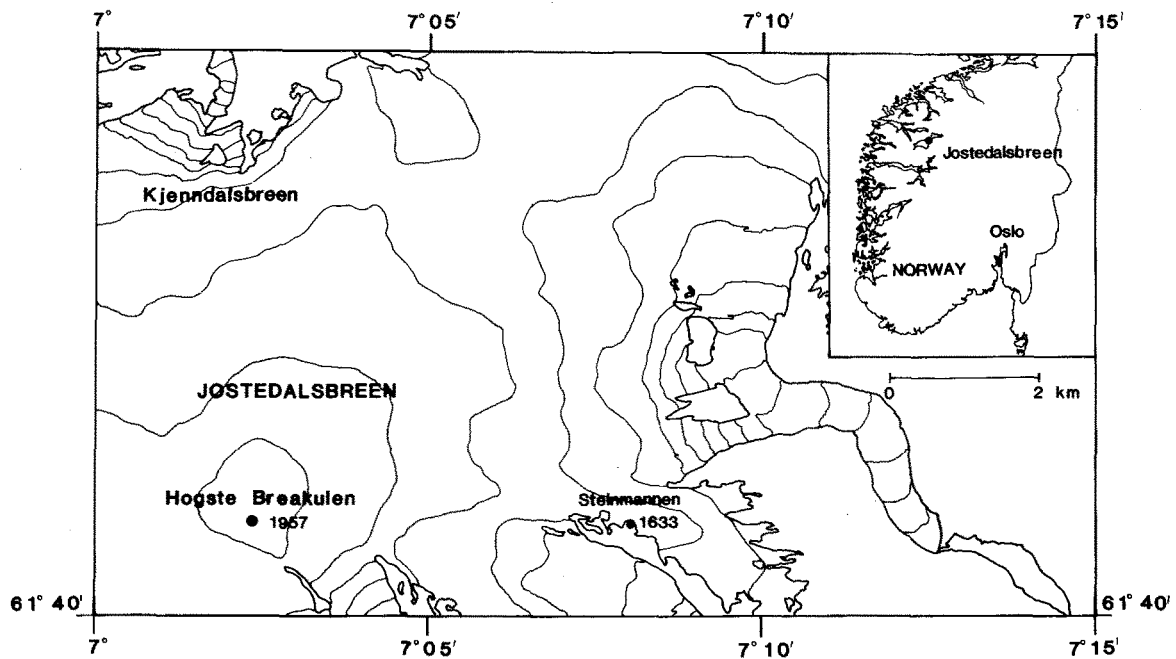 7° 7° 05′ 7° 10′ 7° 15′
Jostedalsbreen
Kjenndalsbreen
Oslo
NORWAY
0 2 km
JOSTEDALSBREEN
Hogste Breakulen
1957
Steinmannen
1633
61° 40′ 61° 40′
7° 7° 05′ 7° 10′ 7° 15′